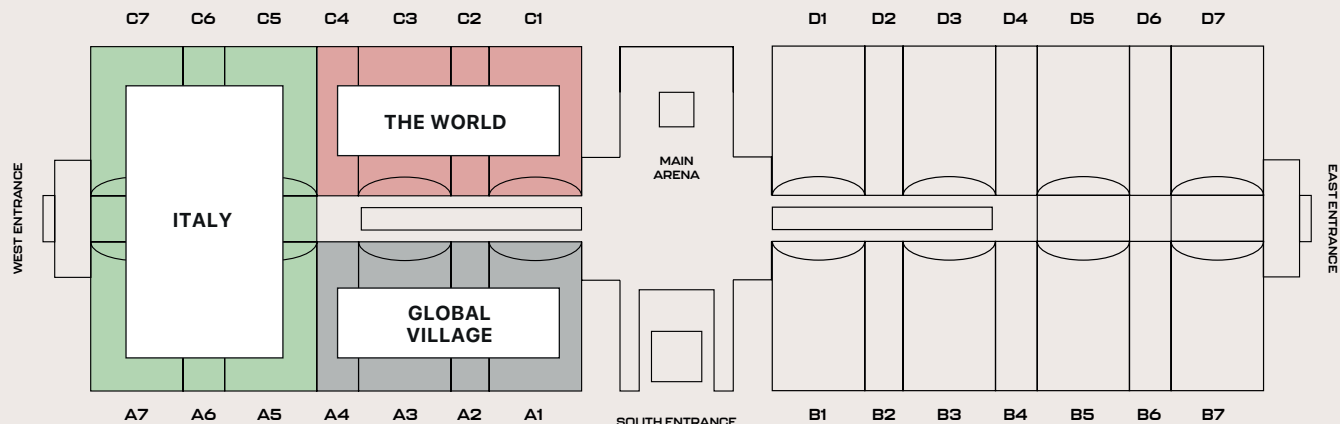 C7 C6 C5 C4 C3 C2 C1 D1 D2 D3 D4 D5 D6 D7
THE WORLD
MAIN
ARENA
WEST ENTRANCE
ITALY
EAST ENTRANCE
GLOBAL
VILLAGE
A7 A6 A5 A4 A3 A2 A1 B1 B2 B3 B4 B5 B6 B7
SOUTH ENTRANCE